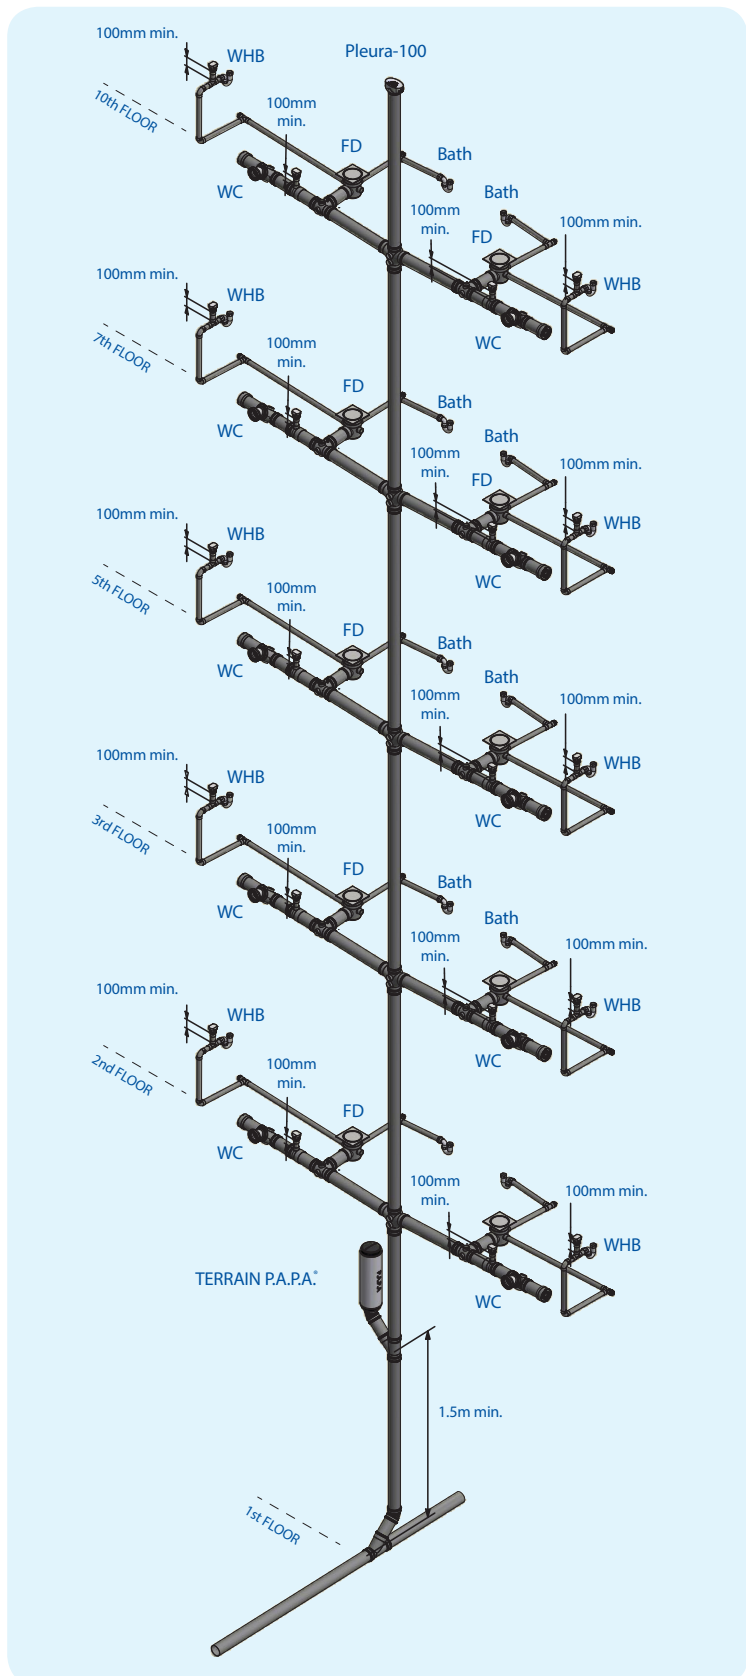 100mm min.
WHB
Pleura-100
10th FLOOR
100mm
min.
FD
Bath
WC
Bath
100mm
min.
FD
100mm min.
WHB
WC
100mm min.
WHB
7th FLOOR
100mm
min.
FD
Bath
WC
Bath
100mm
min.
FD
100mm min.
WHB
WC
100mm min.
WHB
5th FLOOR
100mm
min.
FD
Bath
WC
Bath
100mm
min.
100mm min.
WHB
WC
100mm min.
WHB
3rd FLOOR
100mm
min.
FD
Bath
WC
Bath
100mm
min.
100mm min.
WHB
WC
100mm min.
WHB
2nd FLOOR
100mm
min.
FD
WC
100mm
min.
100mm min.
WHB
TERRAIN P.A.P.A.®
WC
1.5m min.
1st FLOOR